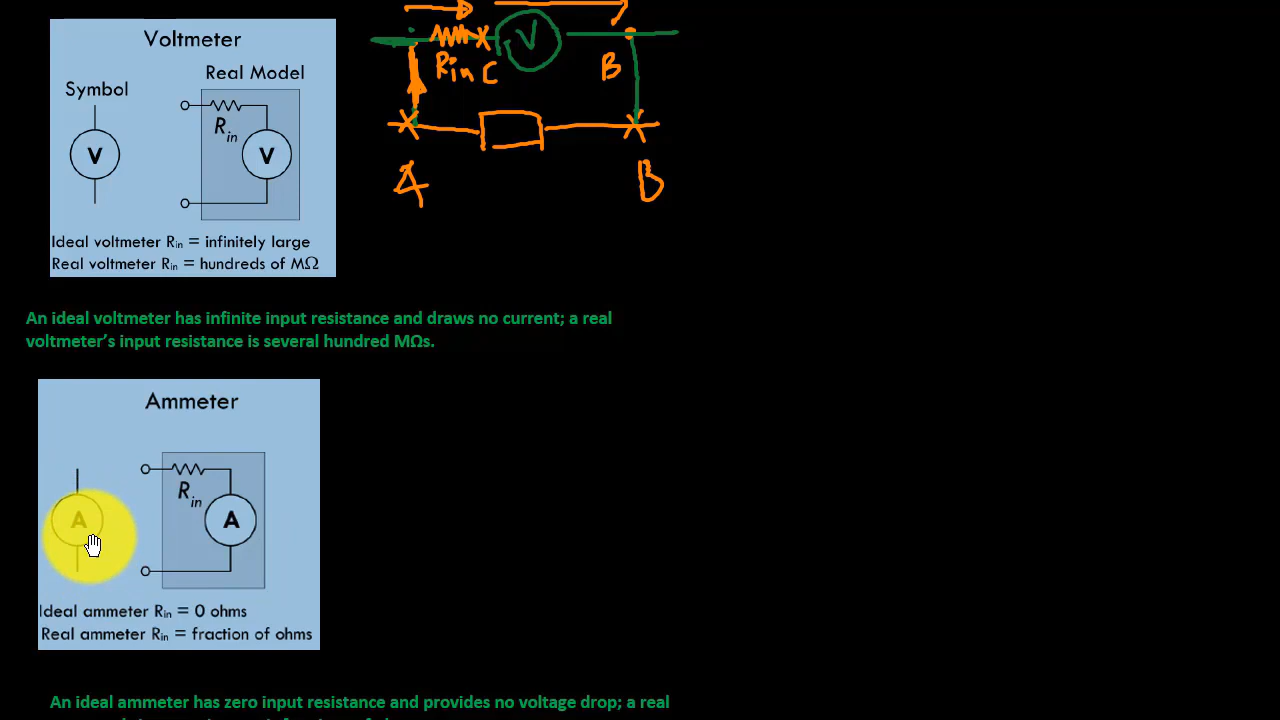 Voltmeter
Symbol
Real Model
V
R in
V
Ideal voltmeter Rin = infinitely large
Real voltmeter Rin = hundreds of MΩ
V
Rin C
B
A
B
An ideal voltmeter has infinite input resistance and draws no current; a real
voltmeter's input resistance is several hundred MΩs.
Ammeter
A
R in
A
Ideal ammeter Rin = 0 ohms
Real ammeter Rin = fraction of ohms
An ideal ammeter has zero input resistance and provides no voltage drop; a real